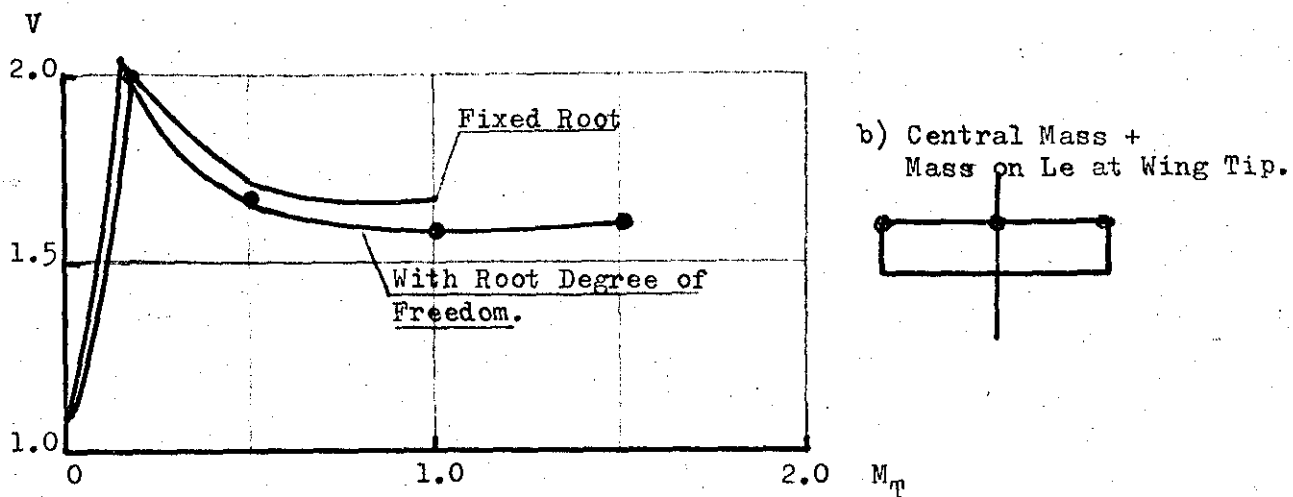 V
2.0
Fixed Root
b) Central Mass +
Mass on Le at Wing Tip.
1.5
With Root Degree of
Freedom.
1.0
0
1.0
2.0
M_T